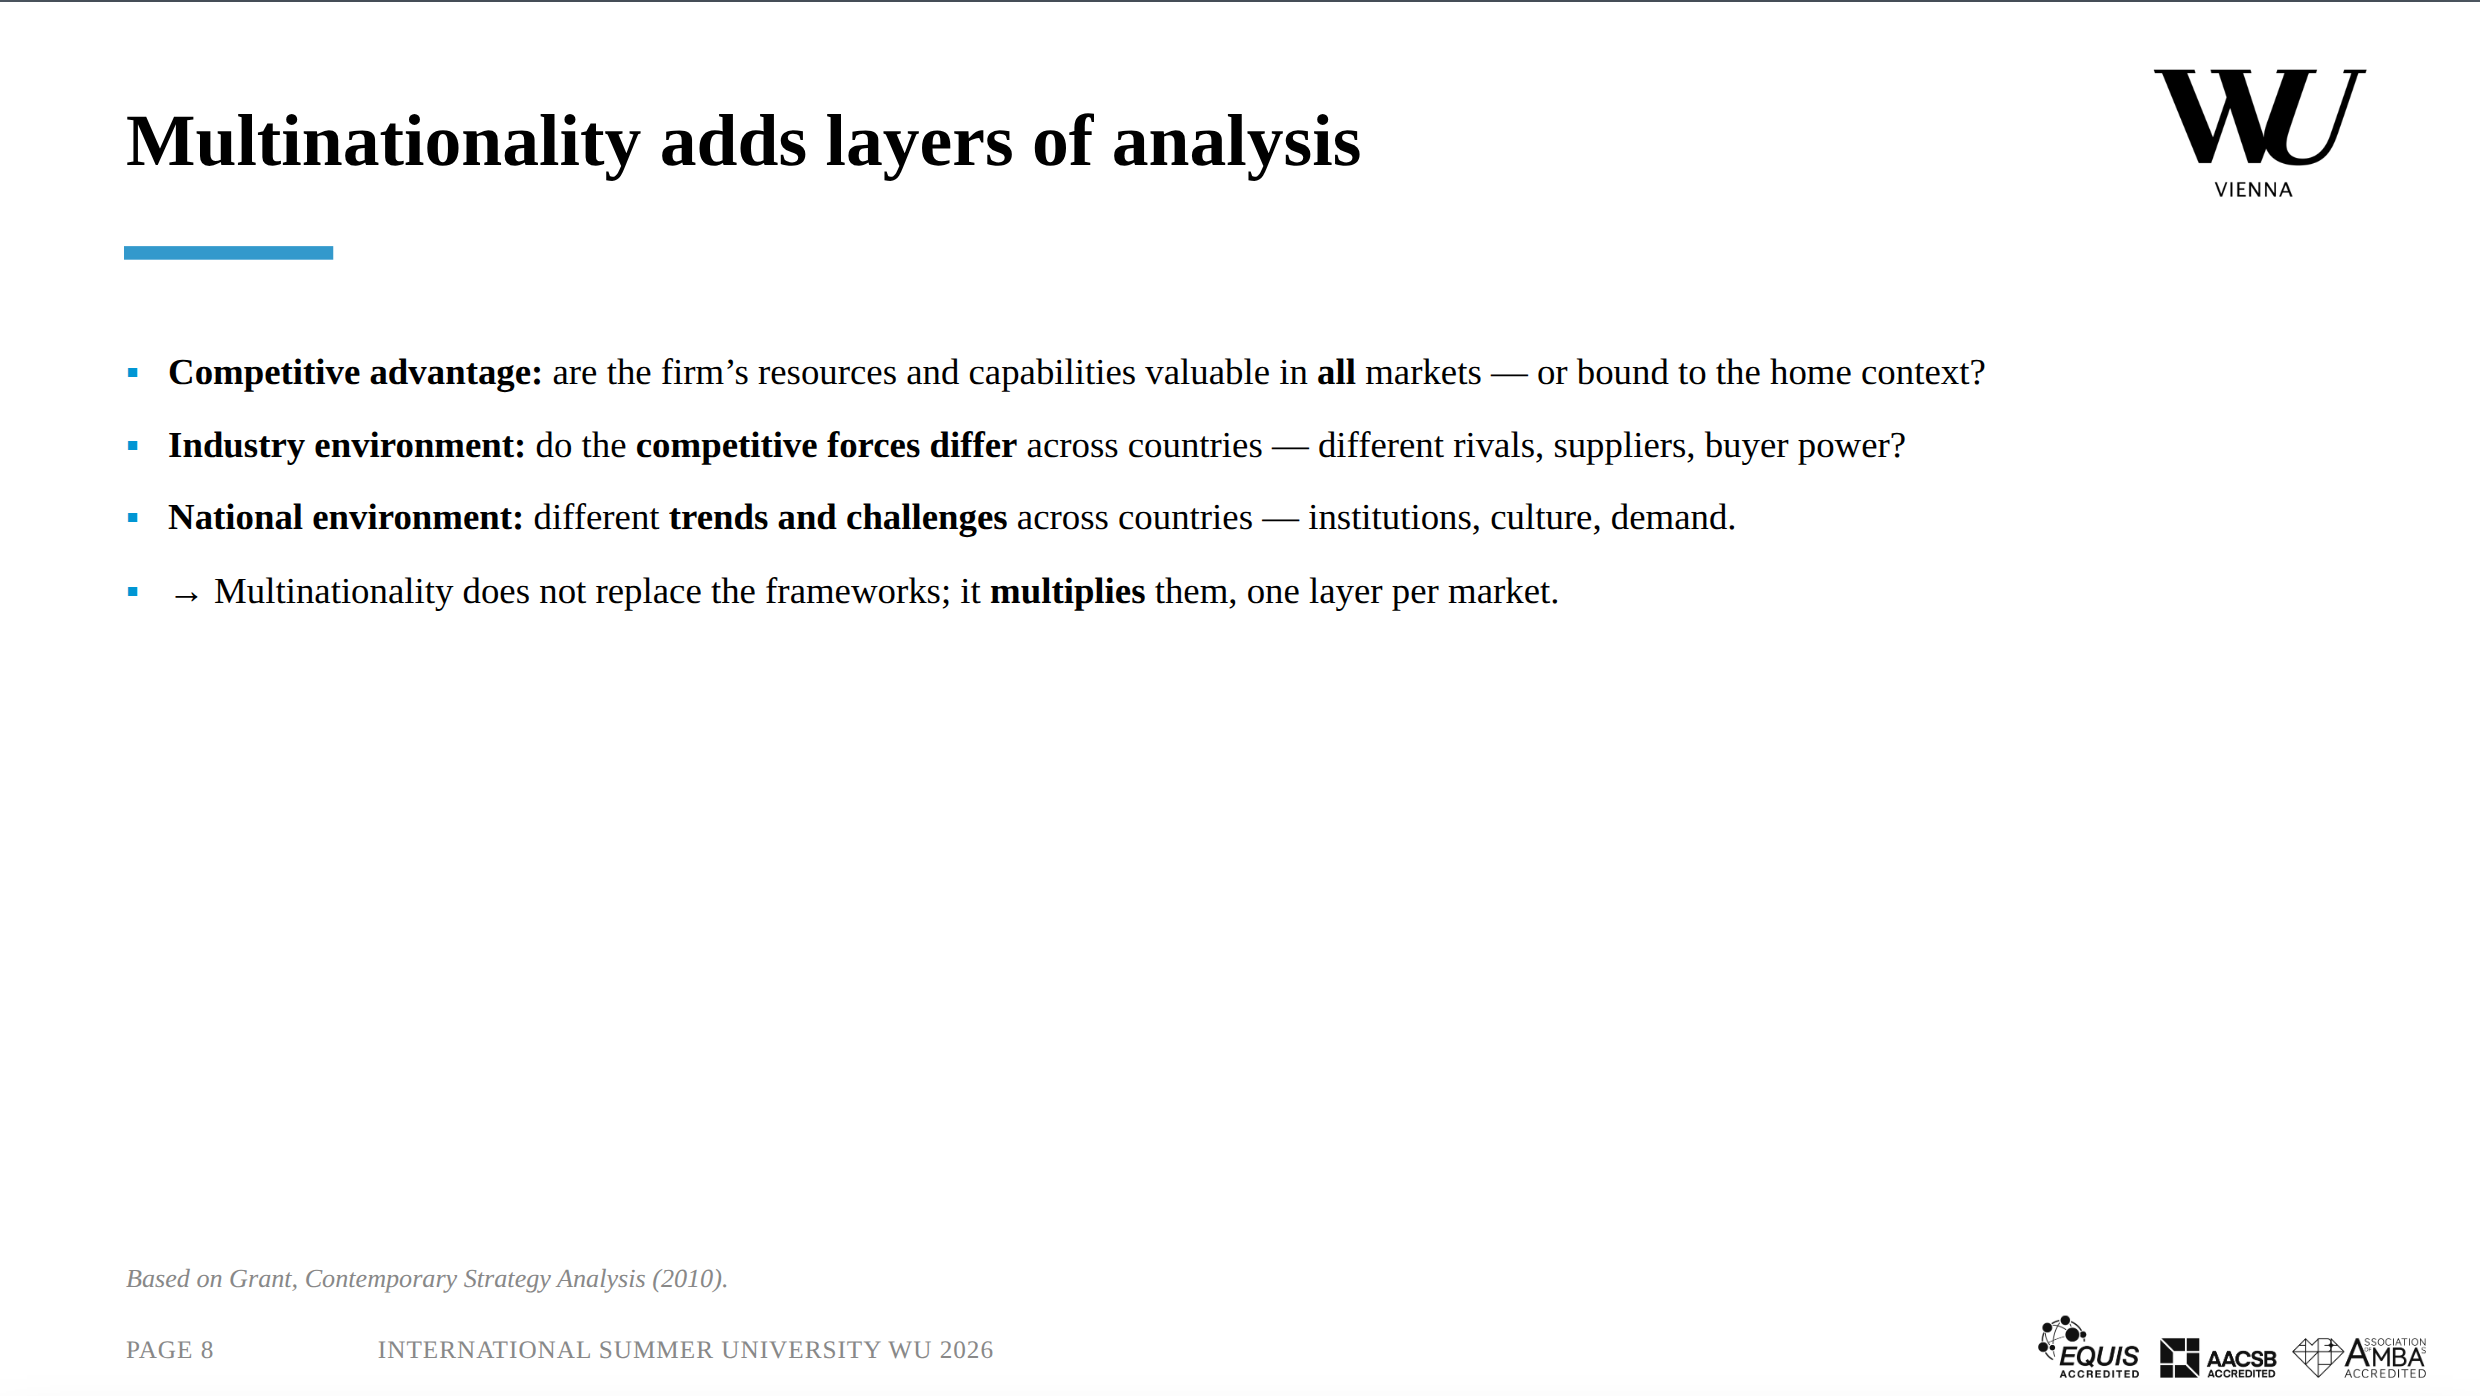 Multinationality adds layers of analysis
WU
VIENNA
▪ Competitive advantage: are the firm’s resources and capabilities valuable in all markets — or bound to the home context?
▪ Industry environment: do the competitive forces differ across countries — different rivals, suppliers, buyer power?
▪ National environment: different trends and challenges across countries — institutions, culture, demand.
▪ → Multinationality does not replace the frameworks; it multiplies them, one layer per market.
Based on Grant, Contemporary Strategy Analysis (2010).
PAGE 8 INTERNATIONAL SUMMER UNIVERSITY WU 2026
EQUIS
ACCREDITED
AACSB
ACCREDITED
ASSOCIATION
OF
AMBAS
ACCREDITED